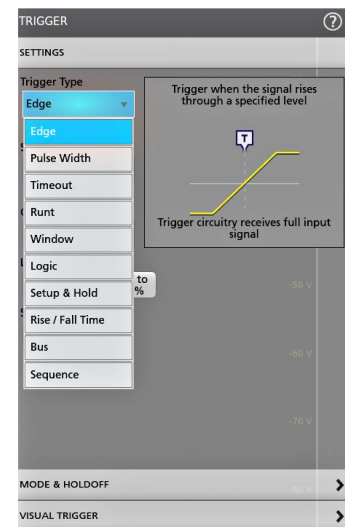 TRIGGER
?
SETTINGS
Trigger Type
Edge
Edge
Pulse Width
Timeout
Runt
Window
Logic
Setup & Hold
Rise / Fall Time
Bus
Sequence
Trigger when the signal rises
through a specified level
T
Trigger circuitry receives full input
signal
to
%
-50 V
-60 V
-70 V
-80 V
MODE & HOLDOFF
VISUAL TRIGGER